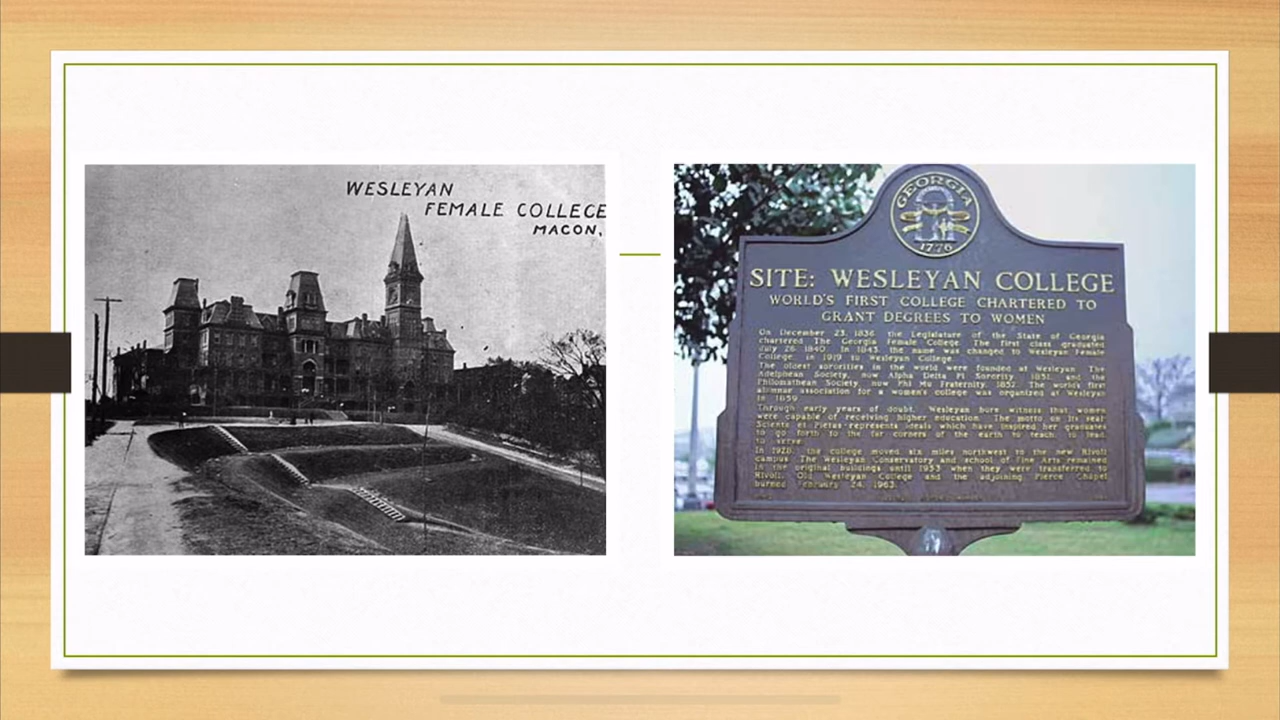 WESLEYAN
FEMALE COLLEGE
MACON,
GEORGIA
1776
SITE: WESLEYAN COLLEGE
WORLD'S FIRST COLLEGE CHARTERED TO
GRANT DEGREES TO WOMEN
On December 23, 1836, the Legislature of the State of Georgia
chartered The Georgia Female College. The first class graduated
July 26, 1840. In 1843, the name was changed to Wesleyan Female
College; in 1919 to Wesleyan College.
The oldest sororities in the world were founded at Wesleyan. The
Adelphean Society, now Alpha Delta Pi Sorority, 1851, and the
Philomathean Society, now Phi Mu Fraternity, 1852. The world's first
alumnae association for a women's college was organized at Wesleyan
in 1859.
Through early years of doubt, Wesleyan bore witness that women
were capable of receiving higher education. The motto on its seal
Scientia et Pietas represents ideals which have inspired her graduates
to go forth to the far corners of the earth to teach, to lead,
to serve.
In 1928, the college moved six miles northwest to the new Rivoli
campus. The Wesleyan Conservatory and school of Fine Arts remained
in the original buildings until 1953 when they were transferred to
Rivoli. Old Wesleyan College and the adjoining Pierce Chapel
burned February 24, 1963.